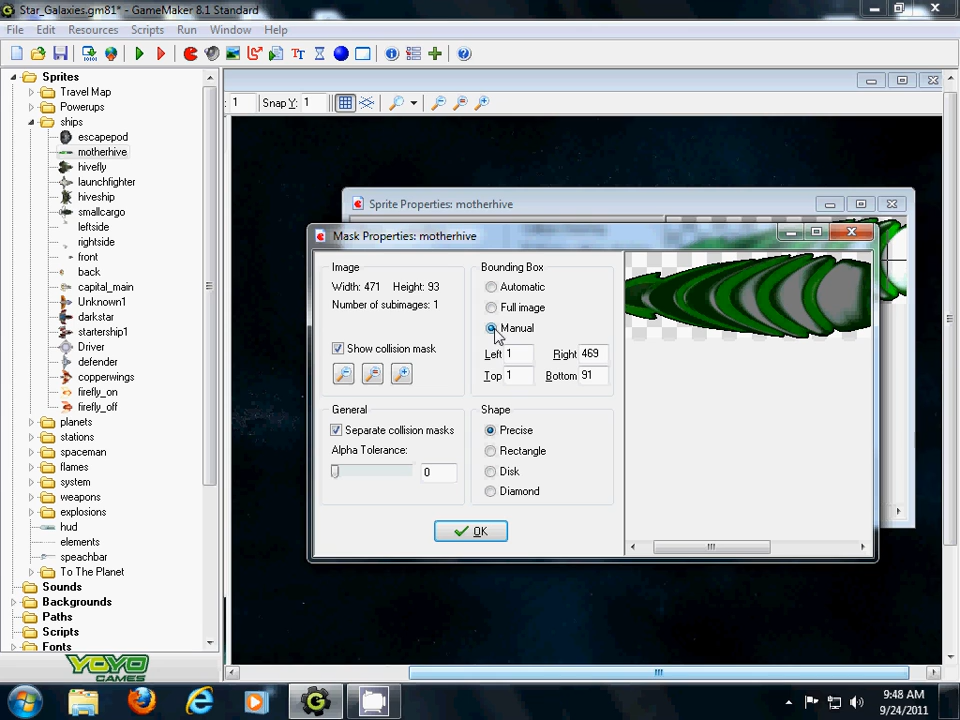 Star_Galaxies.gm81* - GameMaker 8.1 Standard
File Edit Resources Scripts Run Window Help
: 1 Snap Y: 1
Sprites
Travel Map
Powerups
ships
escapepod
motherhive
hivefly
launchfighter
hiveship
smallcargo
leftside
rightside
front
back
capital_main
Unknown1
darkstar
startership1
Driver
defender
copperwings
firefly_on
firefly_off
planets
stations
spaceman
flames
system
weapons
explosions
hud
elements
speachbar
To The Planet
Sounds
Backgrounds
Paths
Scripts
Fonts
YOYO
GAMES
Sprite Properties: motherhive
Mask Properties: motherhive
Image
Width: 471 Height: 93
Number of subimages: 1
Show collision mask
General
Separate collision masks
Alpha Tolerance:
0
Bounding Box
Automatic
Full image
Manual
Left 1 Right 469
Top 1 Bottom 91
Shape
Precise
Rectangle
Disk
Diamond
OK
9:48 AM
9/24/2011